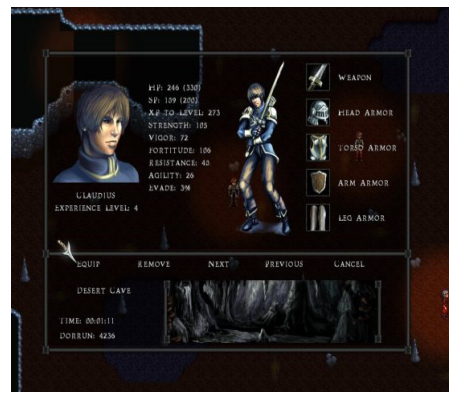 HP: 246 (330)
SP: 189 (200)
XP TO LEVEL: 273
STRENGTH: 105
VIGOR: 72
FORTITUDE: 106
RESISTANCE: 40
AGILITY: 26
EVADE: 3%
CLAUDIUS
EXPERIENCE LEVEL: 4
WEAPON
HEAD ARMOR
TORSO ARMOR
ARM ARMOR
LEG ARMOR
EQUIP REMOVE NEXT PREVIOUS CANCEL
DESERT CAVE
TIME: 00:01:11
DORRUN: 4236